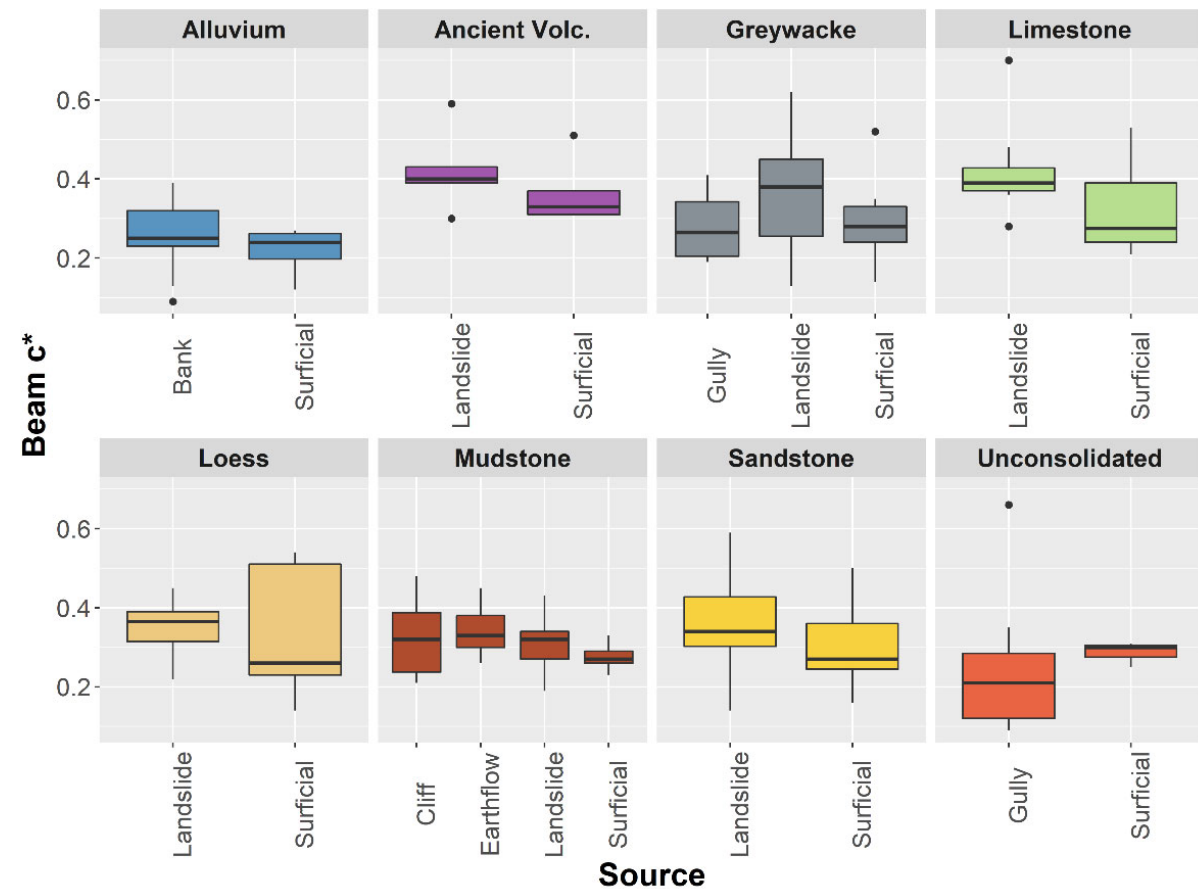 Alluvium
Ancient Volc.
Greywacke
Limestone
0.6
0.4
0.2
Bank
Surficial
Landslide
Surficial
Gully
Landslide
Surficial
Landslide
Surficial
Beam c*
Loess
Mudstone
Sandstone
Unconsolidated
0.6
0.4
0.2
Landslide
Surficial
Cliff
Earthflow
Landslide
Surficial
Landslide
Surficial
Gully
Surficial
Source